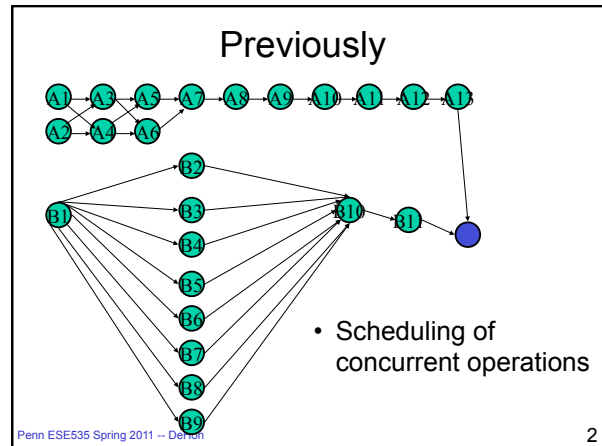 Previously
A1 A3 A5 A7 A8 A9 A10 A11 A12 A13
A2 A4 A6
B2
B1
B3
B10
B11
B4
B5
B6
B7
B8
B9
• Scheduling of
concurrent operations
Penn ESE535 Spring 2011 -- DeHon
2